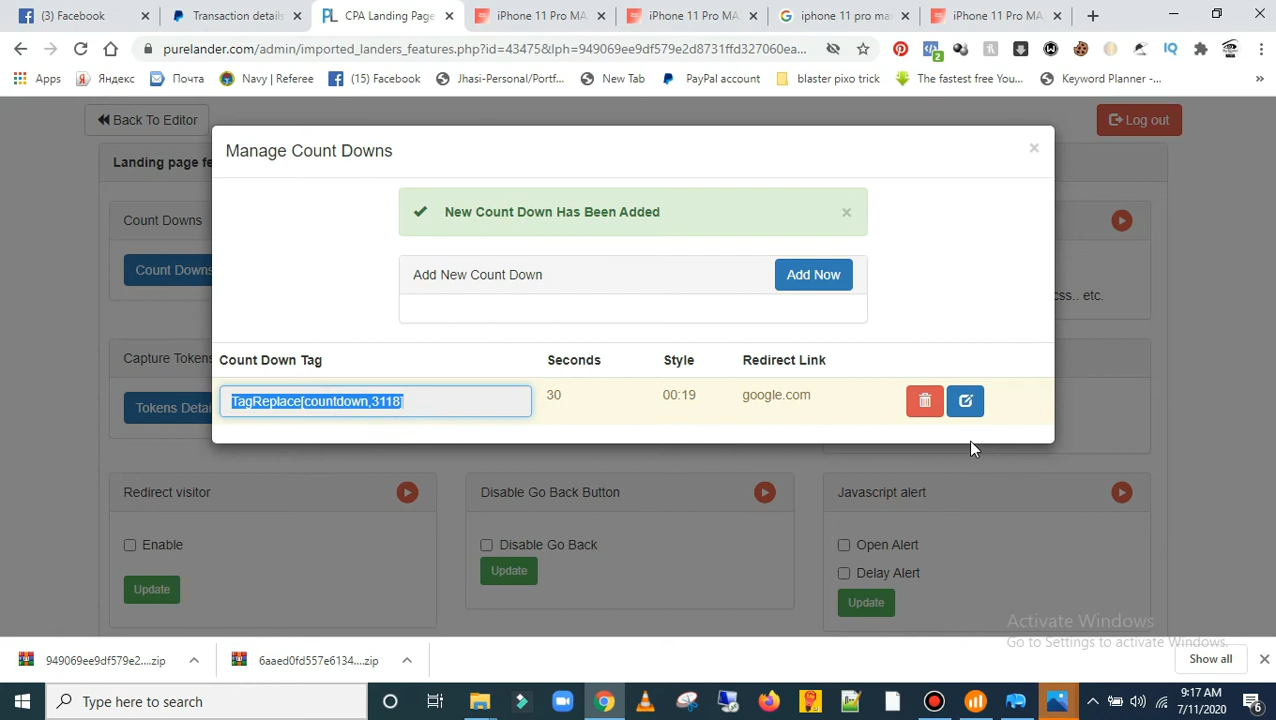 (3) Facebook
Transaction details
CPA Landing Page
iPhone 11 Pro MA
iPhone 11 Pro MA
iphone 11 pro ma
iPhone 11 Pro MA
purelander.com/admin/imported_landers_features.php?id=43475&lph=949069ee9df579e2d8731ffd327060ea...
Apps
Яндекс
Почта
Navy | Referee
(15) Facebook
Jhasi-Personal/Portf...
New Tab
PayPal account
blaster pixo trick
The fastest free You...
Keyword Planner -...
Back To Editor
Log out
Landing page fe
Manage Count Downs
New Count Down Has Been Added
Count Downs
Add New Count Down
Add Now
Count Downs
css.. etc.
Count Down Tag
Seconds
Style
Redirect Link
Capture Tokens
TagReplace[countdown,3118]
30
00:19
google.com
Tokens Detai
Redirect visitor
Disable Go Back Button
Javascript alert
Enable
Disable Go Back
Open Alert
Update
Delay Alert
Update
Update
Activate Windows
Go to Settings to activate Windows.
949069ee9df579e2....zip
6aaed0fd557e6134....zip
Show all
Type here to search
9:17 AM
7/11/2020
6